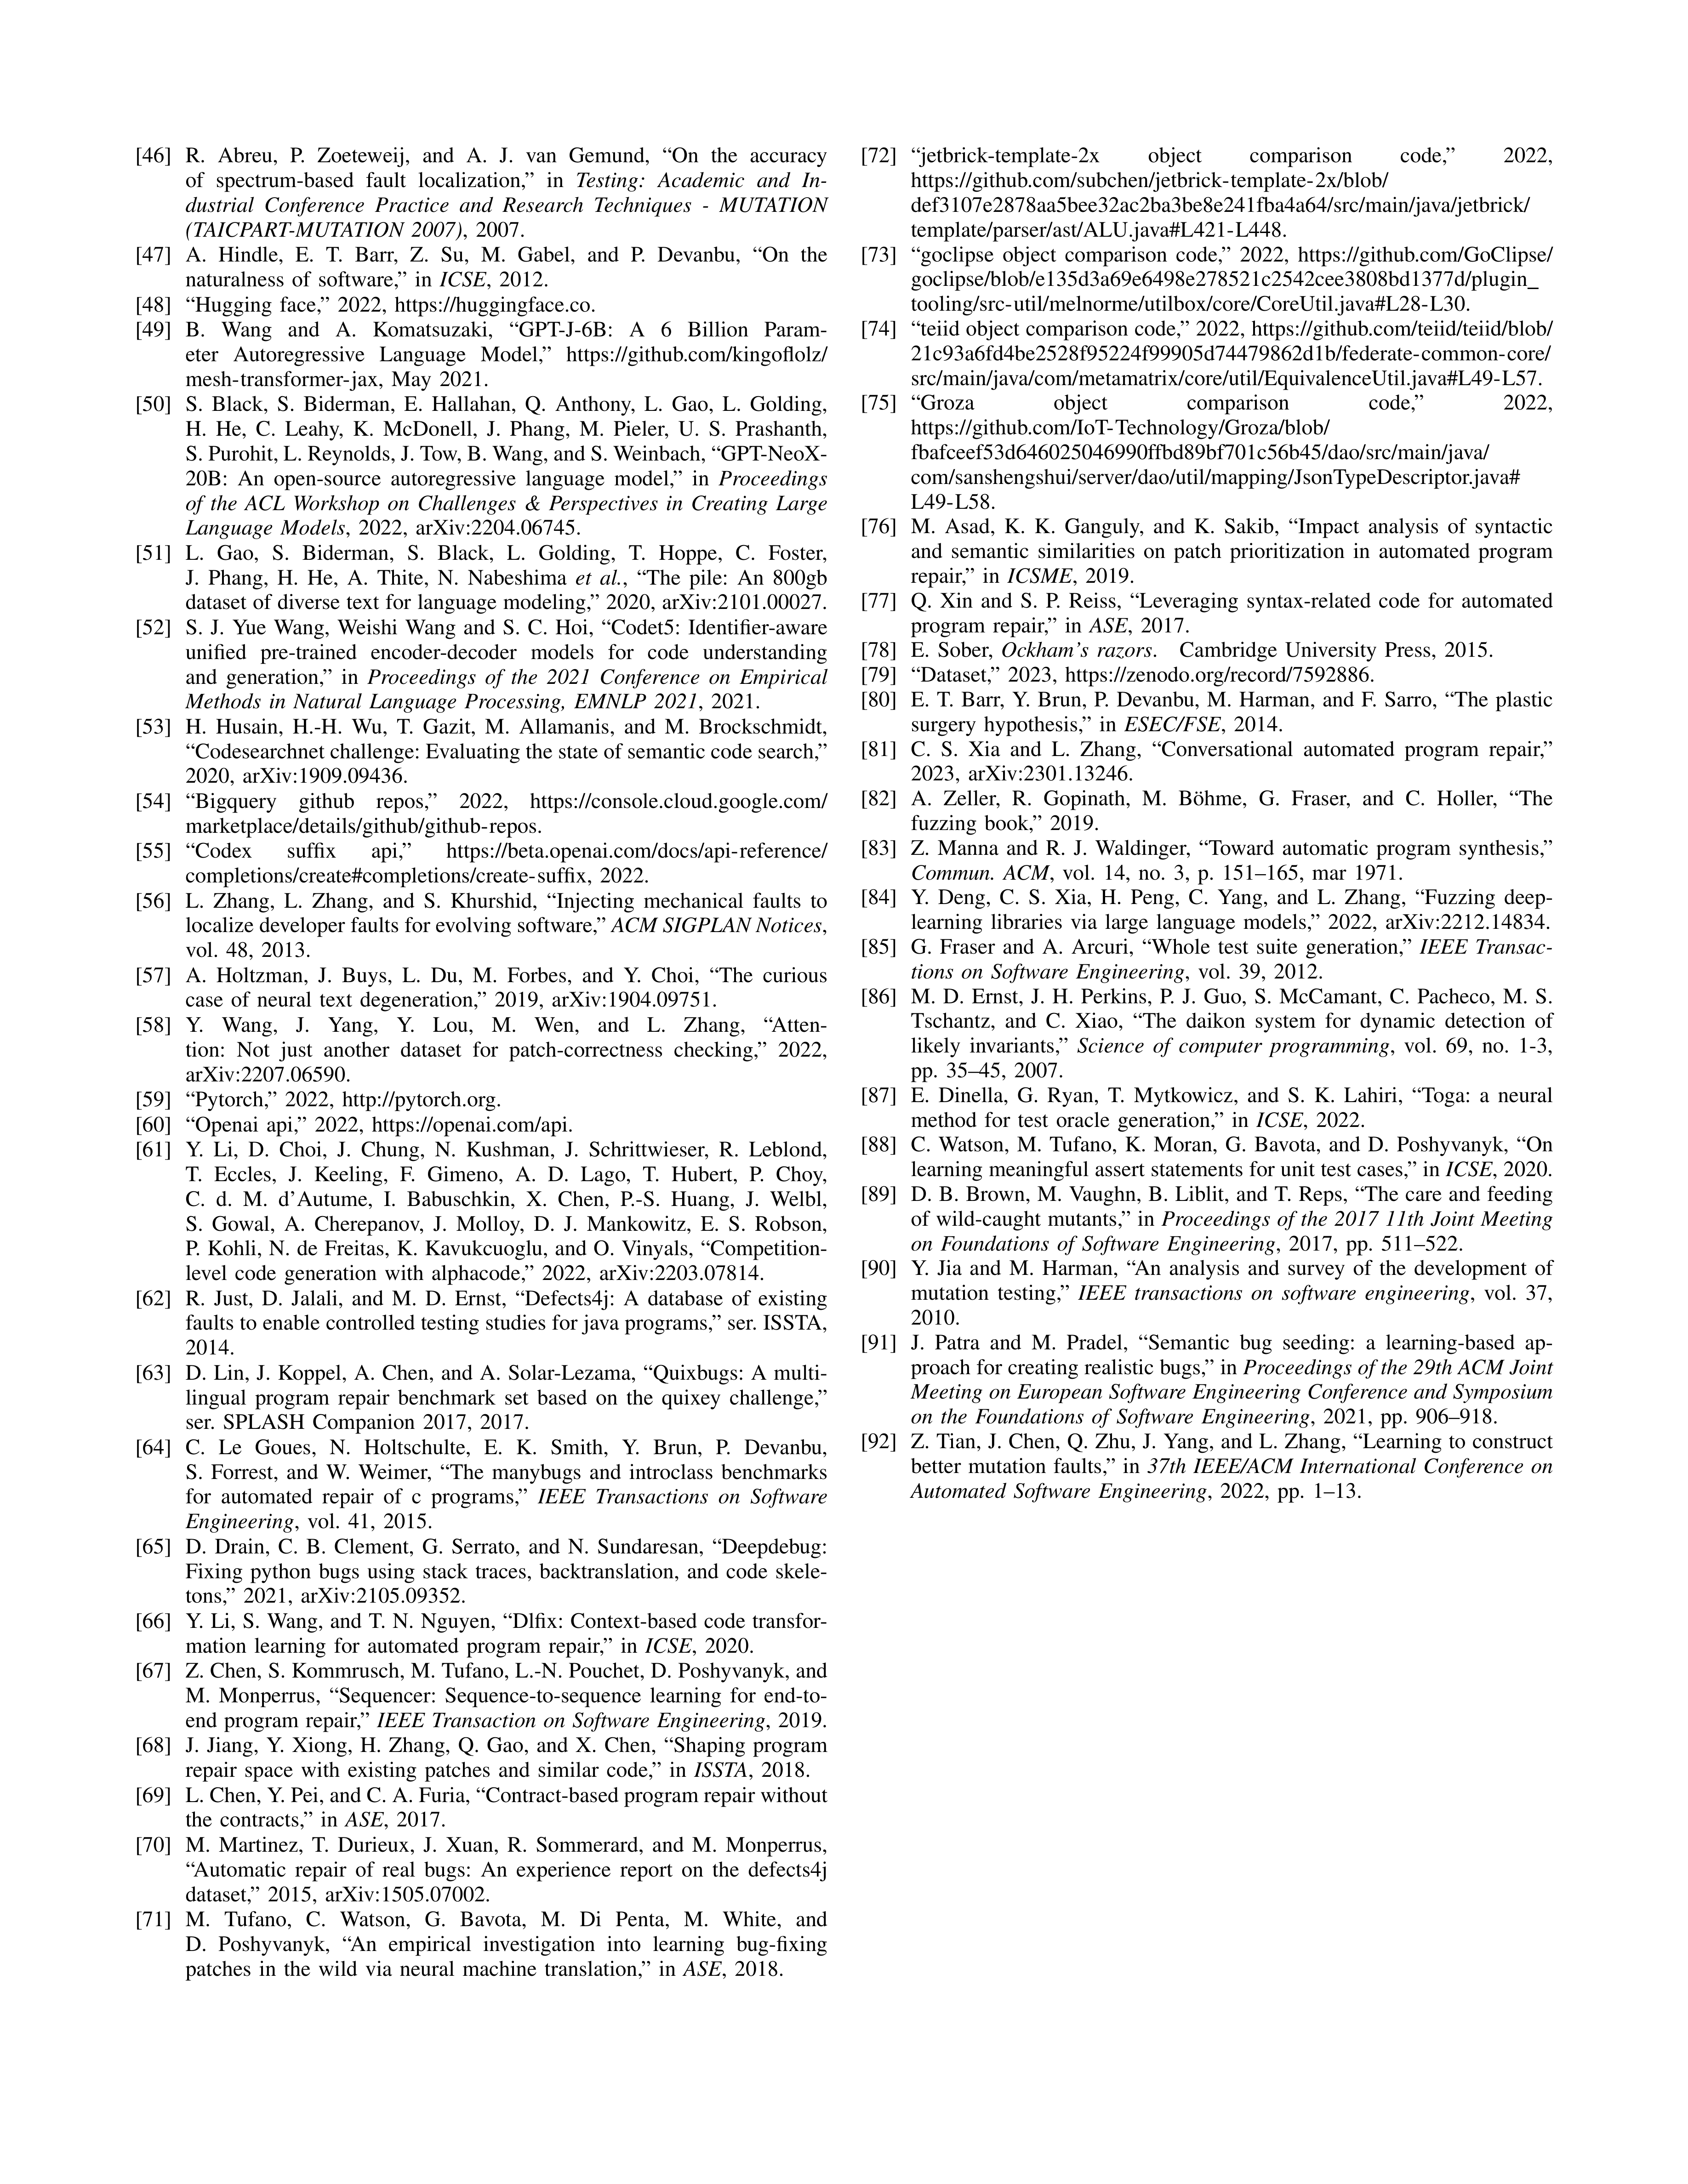 [46] R. Abreu, P. Zoeteweij, and A. J. van Gemund, “On the accuracy
of spectrum-based fault localization,” in Testing: Academic and In-
dustrial Conference Practice and Research Techniques - MUTATION
(TAICPART-MUTATION 2007), 2007.
[47] A. Hindle, E. T. Barr, Z. Su, M. Gabel, and P. Devanbu, “On the
naturalness of software,” in ICSE, 2012.
[48] “Hugging face,” 2022, https://huggingface.co.
[49] B. Wang and A. Komatsuzaki, “GPT-J-6B: A 6 Billion Param-
eter Autoregressive Language Model,” https://github.com/kingoflolz/
mesh-transformer-jax, May 2021.
[50] S. Black, S. Biderman, E. Hallahan, Q. Anthony, L. Gao, L. Golding,
H. He, C. Leahy, K. McDonell, J. Phang, M. Pieler, U. S. Prashanth,
S. Purohit, L. Reynolds, J. Tow, B. Wang, and S. Weinbach, “GPT-NeoX-
20B: An open-source autoregressive language model,” in Proceedings
of the ACL Workshop on Challenges & Perspectives in Creating Large
Language Models, 2022, arXiv:2204.06745.
[51] L. Gao, S. Biderman, S. Black, L. Golding, T. Hoppe, C. Foster,
J. Phang, H. He, A. Thite, N. Nabeshima et al., “The pile: An 800gb
dataset of diverse text for language modeling,” 2020, arXiv:2101.00027.
[52] S. J. Yue Wang, Weishi Wang and S. C. Hoi, “Codet5: Identifier-aware
unified pre-trained encoder-decoder models for code understanding
and generation,” in Proceedings of the 2021 Conference on Empirical
Methods in Natural Language Processing, EMNLP 2021, 2021.
[53] H. Husain, H.-H. Wu, T. Gazit, M. Allamanis, and M. Brockschmidt,
“Codesearchnet challenge: Evaluating the state of semantic code search,”
2020, arXiv:1909.09436.
[54] “Bigquery github repos,” 2022, https://console.cloud.google.com/
marketplace/details/github/github-repos.
[55] “Codex suffix api,” https://beta.openai.com/docs/api-reference/
completions/create#completions/create-suffix, 2022.
[56] L. Zhang, L. Zhang, and S. Khurshid, “Injecting mechanical faults to
localize developer faults for evolving software,” ACM SIGPLAN Notices,
vol. 48, 2013.
[57] A. Holtzman, J. Buys, L. Du, M. Forbes, and Y. Choi, “The curious
case of neural text degeneration,” 2019, arXiv:1904.09751.
[58] Y. Wang, J. Yang, Y. Lou, M. Wen, and L. Zhang, “Atten-
tion: Not just another dataset for patch-correctness checking,” 2022,
arXiv:2207.06590.
[59] “Pytorch,” 2022, http://pytorch.org.
[60] “Openai api,” 2022, https://openai.com/api.
[61] Y. Li, D. Choi, J. Chung, N. Kushman, J. Schrittwieser, R. Leblond,
T. Eccles, J. Keeling, F. Gimeno, A. D. Lago, T. Hubert, P. Choy,
C. d. M. d’Autume, I. Babuschkin, X. Chen, P.-S. Huang, J. Welbl,
S. Gowal, A. Cherepanov, J. Molloy, D. J. Mankowitz, E. S. Robson,
P. Kohli, N. de Freitas, K. Kavukcuoglu, and O. Vinyals, “Competition-
level code generation with alphacode,” 2022, arXiv:2203.07814.
[62] R. Just, D. Jalali, and M. D. Ernst, “Defects4j: A database of existing
faults to enable controlled testing studies for java programs,” ser. ISSTA,
2014.
[63] D. Lin, J. Koppel, A. Chen, and A. Solar-Lezama, “Quixbugs: A multi-
lingual program repair benchmark set based on the quixey challenge,”
ser. SPLASH Companion 2017, 2017.
[64] C. Le Goues, N. Holtschulte, E. K. Smith, Y. Brun, P. Devanbu,
S. Forrest, and W. Weimer, “The manybugs and introclass benchmarks
for automated repair of c programs,” IEEE Transactions on Software
Engineering, vol. 41, 2015.
[65] D. Drain, C. B. Clement, G. Serrato, and N. Sundaresan, “Deepdebug:
Fixing python bugs using stack traces, backtranslation, and code skele-
tons,” 2021, arXiv:2105.09352.
[66] Y. Li, S. Wang, and T. N. Nguyen, “Dlfix: Context-based code transfor-
mation learning for automated program repair,” in ICSE, 2020.
[67] Z. Chen, S. Kommrusch, M. Tufano, L.-N. Pouchet, D. Poshyvanyk, and
M. Monperrus, “Sequencer: Sequence-to-sequence learning for end-to-
end program repair,” IEEE Transaction on Software Engineering, 2019.
[68] J. Jiang, Y. Xiong, H. Zhang, Q. Gao, and X. Chen, “Shaping program
repair space with existing patches and similar code,” in ISSTA, 2018.
[69] L. Chen, Y. Pei, and C. A. Furia, “Contract-based program repair without
the contracts,” in ASE, 2017.
[70] M. Martinez, T. Durieux, J. Xuan, R. Sommerard, and M. Monperrus,
“Automatic repair of real bugs: An experience report on the defects4j
dataset,” 2015, arXiv:1505.07002.
[71] M. Tufano, C. Watson, G. Bavota, M. Di Penta, M. White, and
D. Poshyvanyk, “An empirical investigation into learning bug-fixing
patches in the wild via neural machine translation,” in ASE, 2018.
[72] “jetbrick-template-2x object comparison code,” 2022,
https://github.com/subchen/jetbrick-template-2x/blob/
def3107e2878aa5bee32ac2ba3be8e241fba4a64/src/main/java/jetbrick/
template/parser/ast/ALU.java#L421-L448.
[73] “goclipse object comparison code,” 2022, https://github.com/GoClipse/
goclipse/blob/e135d3a69e6498e278521c2542cee3808bd1377d/plugin_
tooling/src-util/melnorme/utilbox/core/CoreUtil.java#L28-L30.
[74] “teiid object comparison code,” 2022, https://github.com/teiid/teiid/blob/
21c93a6fd4be2528f95224f99905d74479862d1b/federate-common-core/
src/main/java/com/metamatrix/core/util/EquivalenceUtil.java#L49-L57.
[75] “Groza object comparison code,” 2022,
https://github.com/IoT-Technology/Groza/blob/
fbafceef53d646025046990ffbd89bf701c56b45/dao/src/main/java/
com/sanshengshui/server/dao/util/mapping/JsonTypeDescriptor.java#
L49-L58.
[76] M. Asad, K. K. Ganguly, and K. Sakib, “Impact analysis of syntactic
and semantic similarities on patch prioritization in automated program
repair,” in ICSME, 2019.
[77] Q. Xin and S. P. Reiss, “Leveraging syntax-related code for automated
program repair,” in ASE, 2017.
[78] E. Sober, Ockham’s razors. Cambridge University Press, 2015.
[79] “Dataset,” 2023, https://zenodo.org/record/7592886.
[80] E. T. Barr, Y. Brun, P. Devanbu, M. Harman, and F. Sarro, “The plastic
surgery hypothesis,” in ESEC/FSE, 2014.
[81] C. S. Xia and L. Zhang, “Conversational automated program repair,”
2023, arXiv:2301.13246.
[82] A. Zeller, R. Gopinath, M. Böhme, G. Fraser, and C. Holler, “The
fuzzing book,” 2019.
[83] Z. Manna and R. J. Waldinger, “Toward automatic program synthesis,”
Commun. ACM, vol. 14, no. 3, p. 151–165, mar 1971.
[84] Y. Deng, C. S. Xia, H. Peng, C. Yang, and L. Zhang, “Fuzzing deep-
learning libraries via large language models,” 2022, arXiv:2212.14834.
[85] G. Fraser and A. Arcuri, “Whole test suite generation,” IEEE Transac-
tions on Software Engineering, vol. 39, 2012.
[86] M. D. Ernst, J. H. Perkins, P. J. Guo, S. McCamant, C. Pacheco, M. S.
Tschantz, and C. Xiao, “The daikon system for dynamic detection of
likely invariants,” Science of computer programming, vol. 69, no. 1-3,
pp. 35–45, 2007.
[87] E. Dinella, G. Ryan, T. Mytkowicz, and S. K. Lahiri, “Toga: a neural
method for test oracle generation,” in ICSE, 2022.
[88] C. Watson, M. Tufano, K. Moran, G. Bavota, and D. Poshyvanyk, “On
learning meaningful assert statements for unit test cases,” in ICSE, 2020.
[89] D. B. Brown, M. Vaughn, B. Liblit, and T. Reps, “The care and feeding
of wild-caught mutants,” in Proceedings of the 2017 11th Joint Meeting
on Foundations of Software Engineering, 2017, pp. 511–522.
[90] Y. Jia and M. Harman, “An analysis and survey of the development of
mutation testing,” IEEE transactions on software engineering, vol. 37,
2010.
[91] J. Patra and M. Pradel, “Semantic bug seeding: a learning-based ap-
proach for creating realistic bugs,” in Proceedings of the 29th ACM Joint
Meeting on European Software Engineering Conference and Symposium
on the Foundations of Software Engineering, 2021, pp. 906–918.
[92] Z. Tian, J. Chen, Q. Zhu, J. Yang, and L. Zhang, “Learning to construct
better mutation faults,” in 37th IEEE/ACM International Conference on
Automated Software Engineering, 2022, pp. 1–13.